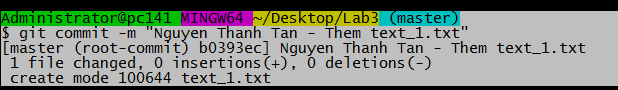 Administrator@pc141 MINGW64 ~/Desktop/Lab3 (master)
$ git commit -m "Nguyen Thanh Tan - Them text_1.txt"
[master (root-commit) b0393ec] Nguyen Thanh Tan - Them text_1.txt
 1 file changed, 0 insertions(+), 0 deletions(-)
 create mode 100644 text_1.txt